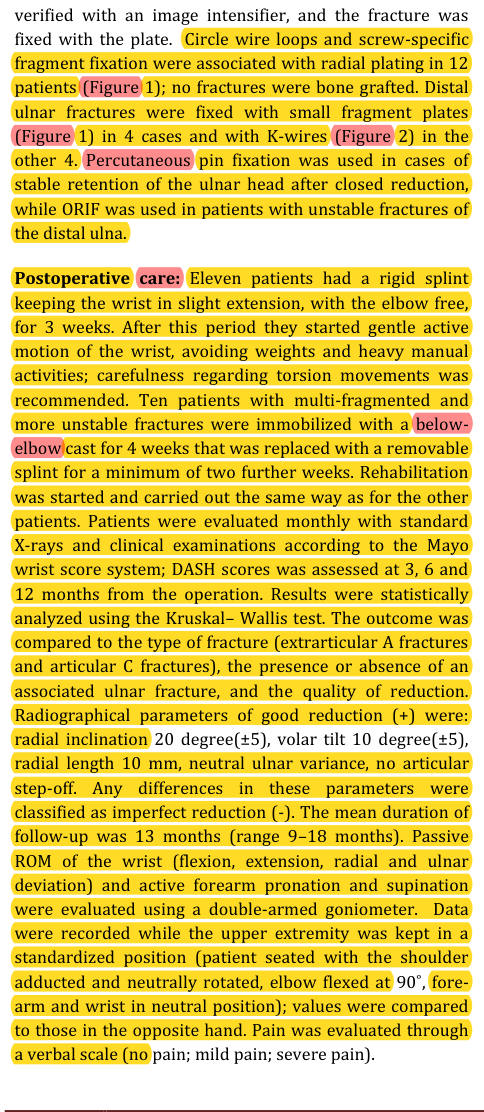 verified with an image intensifier, and the fracture was
fixed with the plate. Circle wire loops and screw-specific
fragment fixation were associated with radial plating in 12
patients (Figure 1); no fractures were bone grafted. Distal
ulnar fractures were fixed with small fragment plates
(Figure 1) in 4 cases and with K-wires (Figure 2) in the
other 4. Percutaneous pin fixation was used in cases of
stable retention of the ulnar head after closed reduction,
while ORIF was used in patients with unstable fractures of
the distal ulna.
Postoperative care: Eleven patients had a rigid splint
keeping the wrist in slight extension, with the elbow free,
for 3 weeks. After this period they started gentle active
motion of the wrist, avoiding weights and heavy manual
activities; carefulness regarding torsion movements was
recommended. Ten patients with multi-fragmented and
more unstable fractures were immobilized with a below-
elbow cast for 4 weeks that was replaced with a removable
splint for a minimum of two further weeks. Rehabilitation
was started and carried out the same way as for the other
patients. Patients were evaluated monthly with standard
X-rays and clinical examinations according to the Mayo
wrist score system; DASH scores was assessed at 3, 6 and
12 months from the operation. Results were statistically
analyzed using the Kruskal– Wallis test. The outcome was
compared to the type of fracture (extrarticular A fractures
and articular C fractures), the presence or absence of an
associated ulnar fracture, and the quality of reduction.
Radiographical parameters of good reduction (+) were:
radial inclination 20 degree(±5), volar tilt 10 degree(±5),
radial length 10 mm, neutral ulnar variance, no articular
step-off. Any differences in these parameters were
classified as imperfect reduction (-). The mean duration of
follow-up was 13 months (range 9–18 months). Passive
ROM of the wrist (flexion, extension, radial and ulnar
deviation) and active forearm pronation and supination
were evaluated using a double-armed goniometer. Data
were recorded while the upper extremity was kept in a
standardized position (patient seated with the shoulder
adducted and neutrally rotated, elbow flexed at 90˚, fore-
arm and wrist in neutral position); values were compared
to those in the opposite hand. Pain was evaluated through
a verbal scale (no pain; mild pain; severe pain).